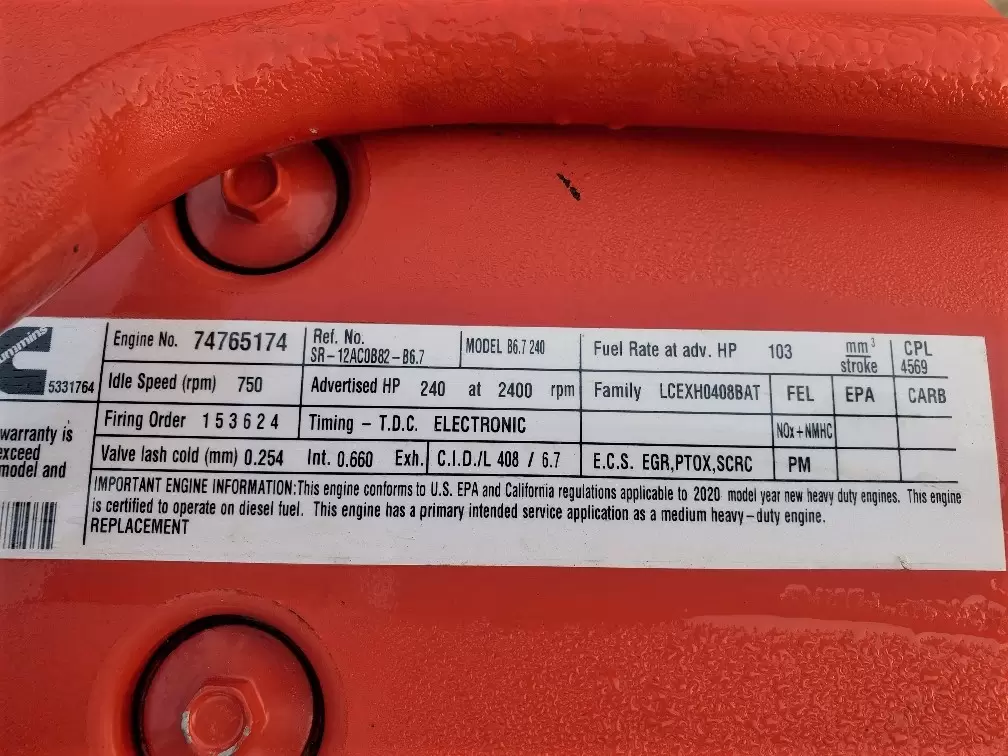 ummins
5331764
warranty is
exceed
model and
Engine No. 74765174
Ref. No.
SR-12AC0B82-B6.7
MODEL B6.7 240
Fuel Rate at adv. HP 103 mm³
stroke
CPL
4569
Idle Speed (rpm) 750
Advertised HP 240 at 2400 rpm
Family LCEXH0408BAT
FEL
EPA
CARB
Firing Order 1 5 3 6 2 4
Timing - T.D.C. ELECTRONIC
NOx+NMHC
Valve lash cold (mm) 0.254 Int. 0.660 Exh.
C.I.D./L 408 / 6.7
E.C.S. EGR,PTOX,SCRC
PM
IMPORTANT ENGINE INFORMATION:This engine conforms to U.S. EPA and California regulations applicable to 2020 model year new heavy duty engines. This engine
is certified to operate on diesel fuel. This engine has a primary intended service application as a medium heavy-duty engine.
REPLACEMENT